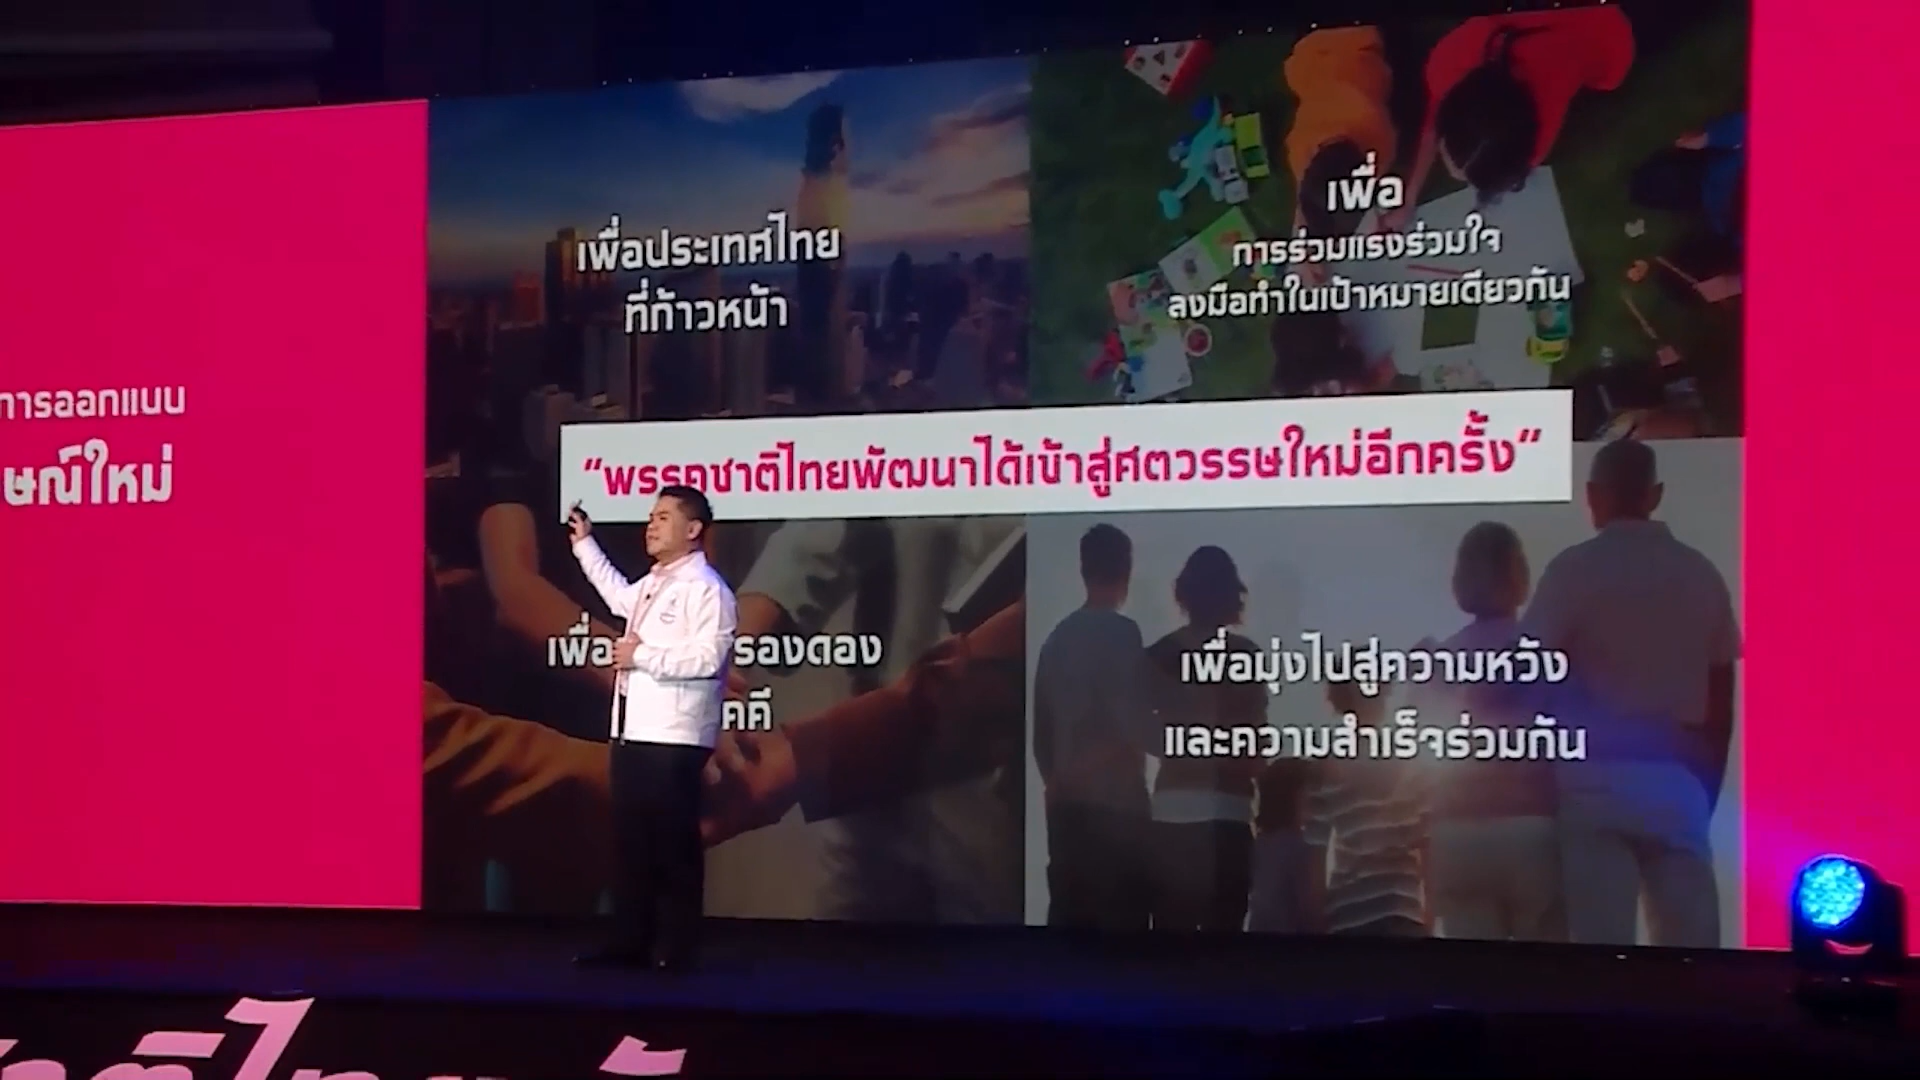 การออกแบบ
ษณ์ใหม่
เพื่อประเทศไทย
ที่ก้าวหน้า
เพื่อ
การร่วมแรงร่วมใจ
ลงมือทำในเป้าหมายเดียวกัน
“พรรคชาติไทยพัฒนาได้เข้าสู่ศตวรรษใหม่อีกครั้ง”
เพื่อ รองดอง
คคี
เพื่อมุ่งไปสู่ความหวัง
และความสำเร็จร่วมกัน